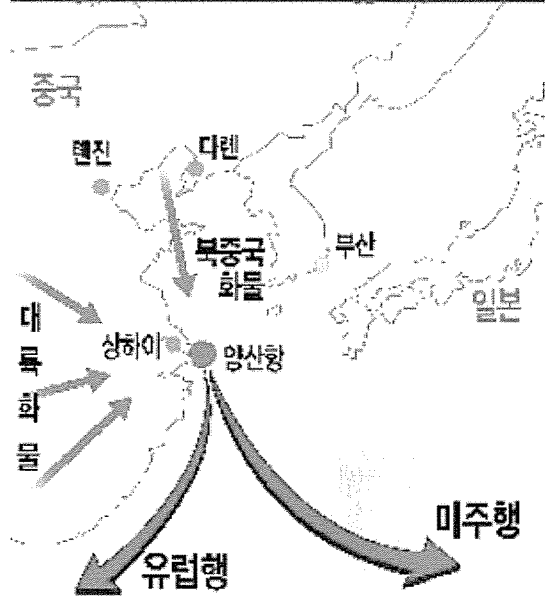 중국
톈진
다롄
북중국
화물
부산
일본
대
륙
화
물
상하이
양산항
미주행
유럽행